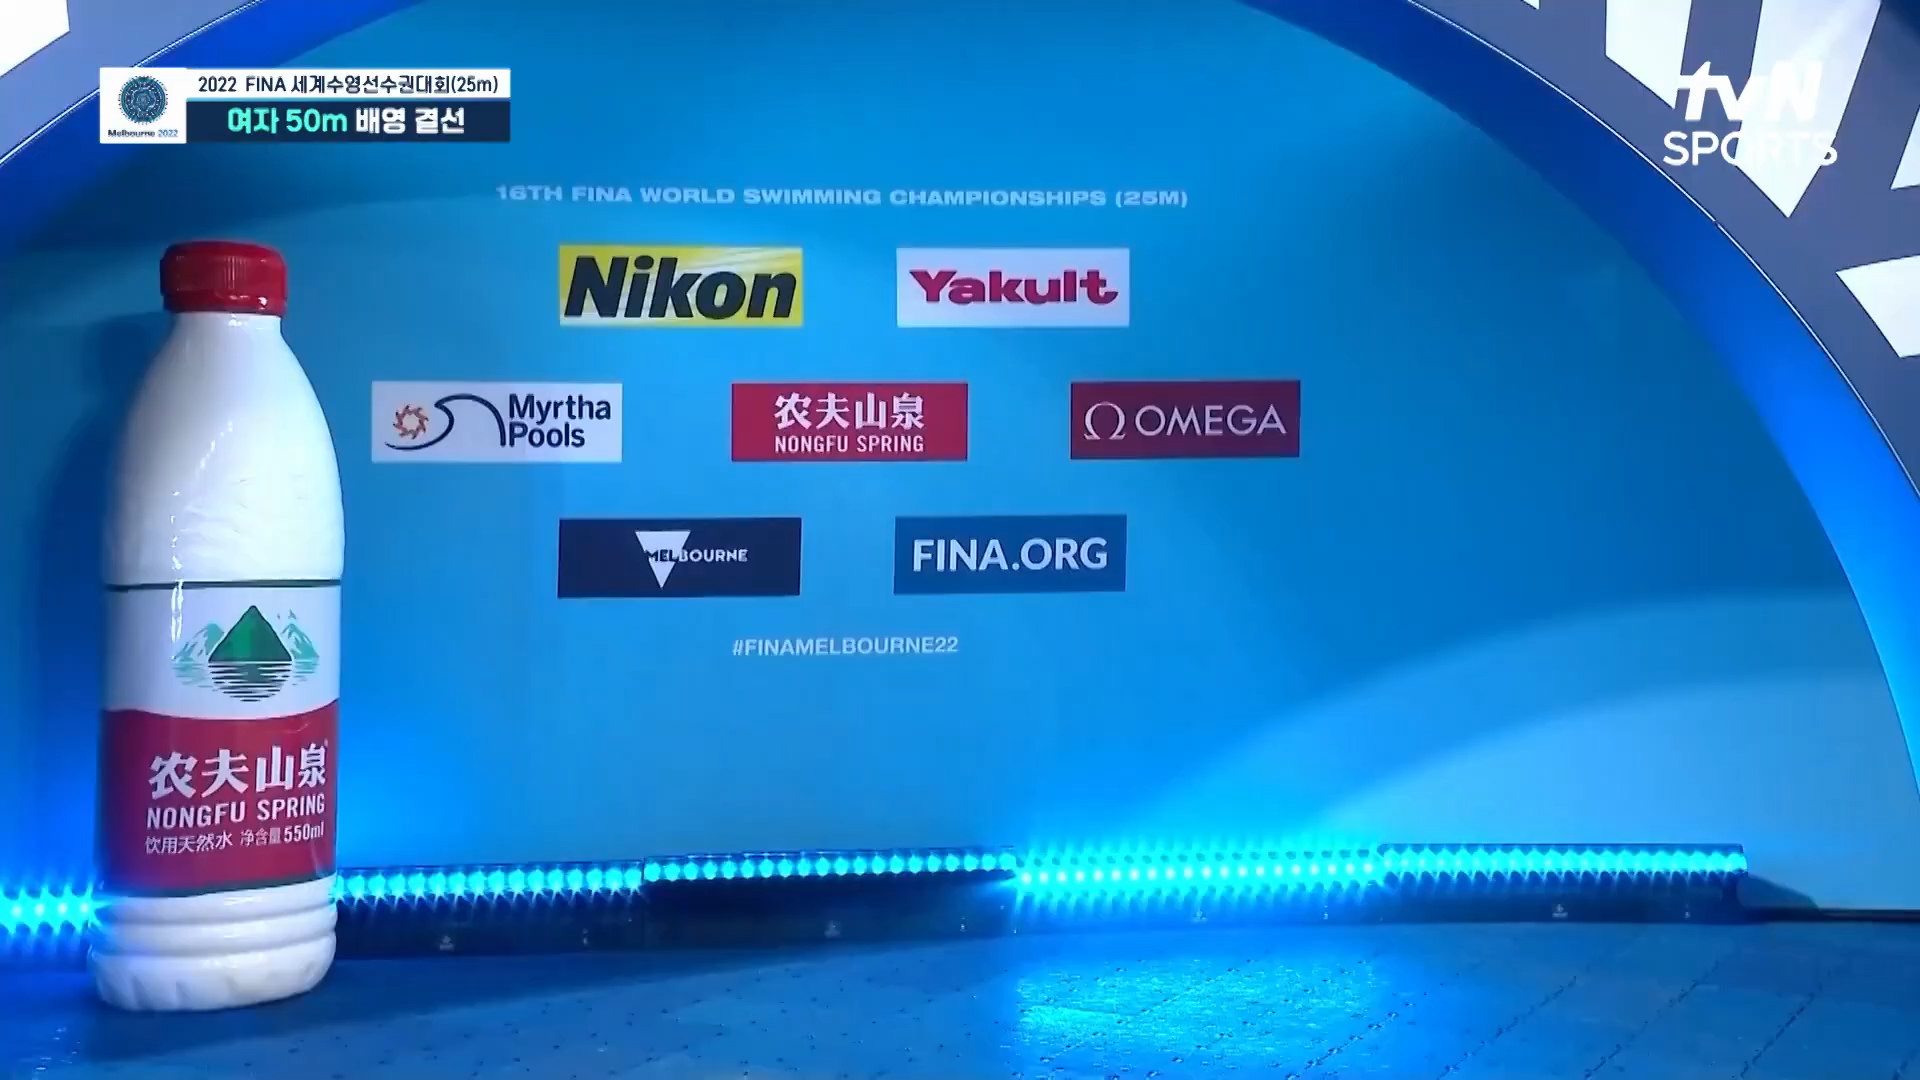 2022 FINA 세계수영선수권대회(25m)
여자 50m 배영 결선
Melbourne 2022
tvN
SPORTS
16TH FINA WORLD SWIMMING CHAMPIONSHIPS (25M)
Nikon
Yakult
Myrtha
Pools
农夫山泉
NONGFU SPRING
Ω OMEGA
MELBOURNE
FINA.ORG
#FINAMELBOURNE22
农夫山泉
NONGFU SPRING
饮用天然水 净含量550ml